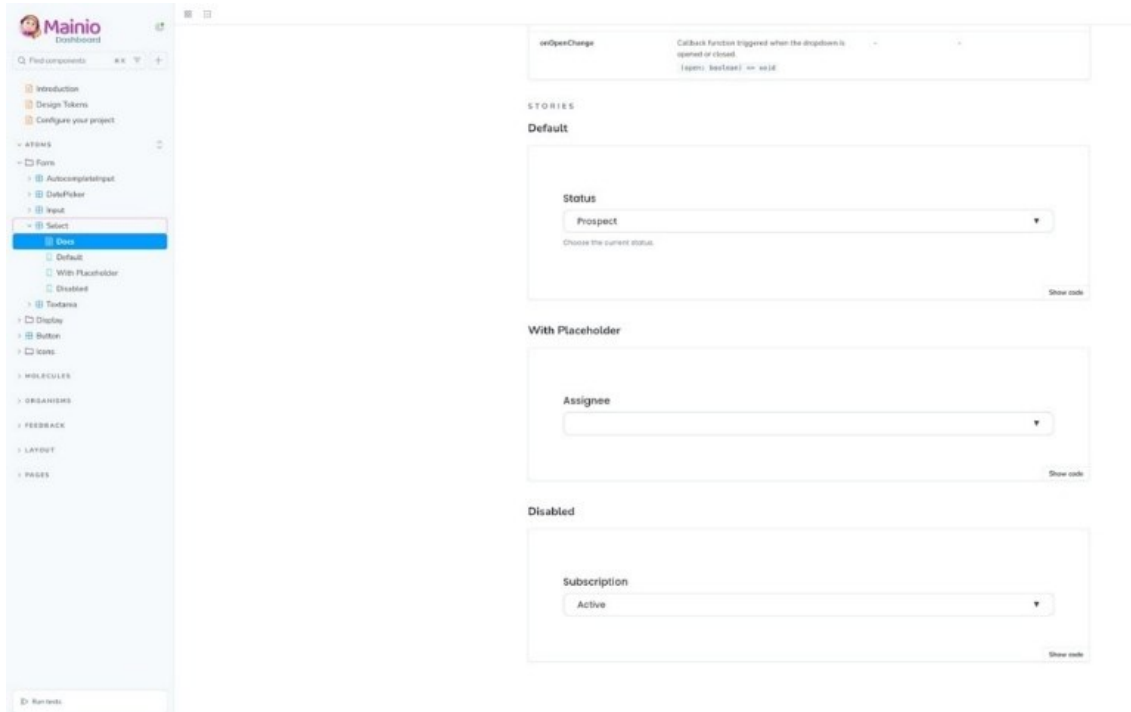 Mainio
Dashboard
Find components
⌘ K
Introduction
Design Tokens
Configure your project
ATOMS
Form
AutocompleteInput
DatePicker
Input
Select
Docs
Default
With Placeholder
Disabled
Textarea
Display
Button
Icons
MOLECULES
ORGANISMS
FEEDBACK
LAYOUT
PAGES
Run tests
onOpenChange
Callback function triggered when the dropdown is
opened or closed.
(open: boolean) => void
-
-
STORIES
Default
Status
Prospect
Choose the current status.
Show code
With Placeholder
Assignee
Show code
Disabled
Subscription
Active
Show code